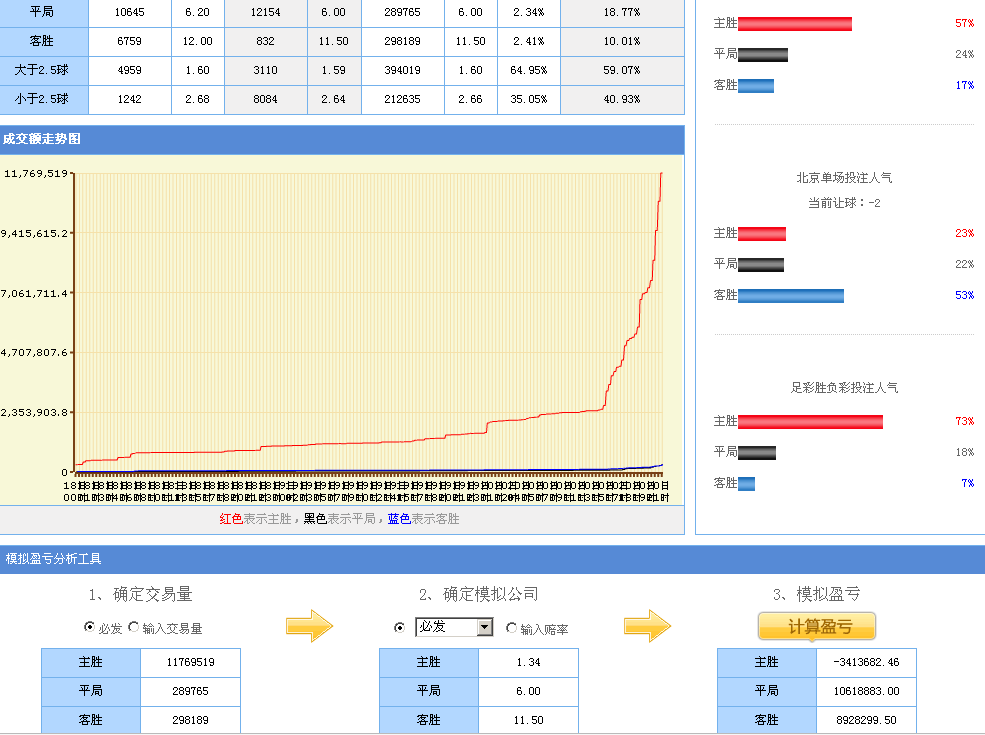 平局 10645 6.20 12154 6.00 289765 6.00 2.34% 18.77%
客胜 6759 12.00 832 11.50 298189 11.50 2.41% 10.01%
大于2.5球 4959 1.60 3110 1.59 394019 1.60 64.95% 59.07%
小于2.5球 1242 2.68 8084 2.64 212635 2.66 35.05% 40.93%
成交额走势图
11,769,519
9,415,615.2
7,061,711.4
4,707,807.6
2,353,903.8
0
红色表示主胜，黑色表示平局，蓝色表示客胜
主胜 57%
平局 24%
客胜 17%
北京单场投注人气
当前让球：-2
主胜 23%
平局 22%
客胜 53%
足彩胜负彩投注人气
主胜 73%
平局 18%
客胜 7%
模拟盈亏分析工具
1、确定交易量
必发 输入交易量
主胜 11769519
平局 289765
客胜 298189
2、确定模拟公司
必发 输入赔率
主胜 1.34
平局 6.00
客胜 11.50
3、模拟盈亏
计算盈亏
主胜 -3413682.46
平局 10618883.00
客胜 8928299.50